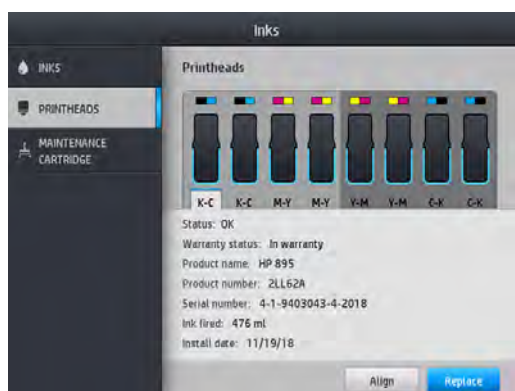 Inks
INKS
PRINTHEADS
MAINTENANCE
CARTRIDGE
Printheads
K-C K-C M-Y M-Y Y-M Y-M C-K C-K
Status: OK
Warranty status: In warranty
Product name: HP 895
Product number: 2LL62A
Serial number: 4-1-9403043-4-2018
Ink fired: 476 ml
Install date: 11/19/18
Align Replace